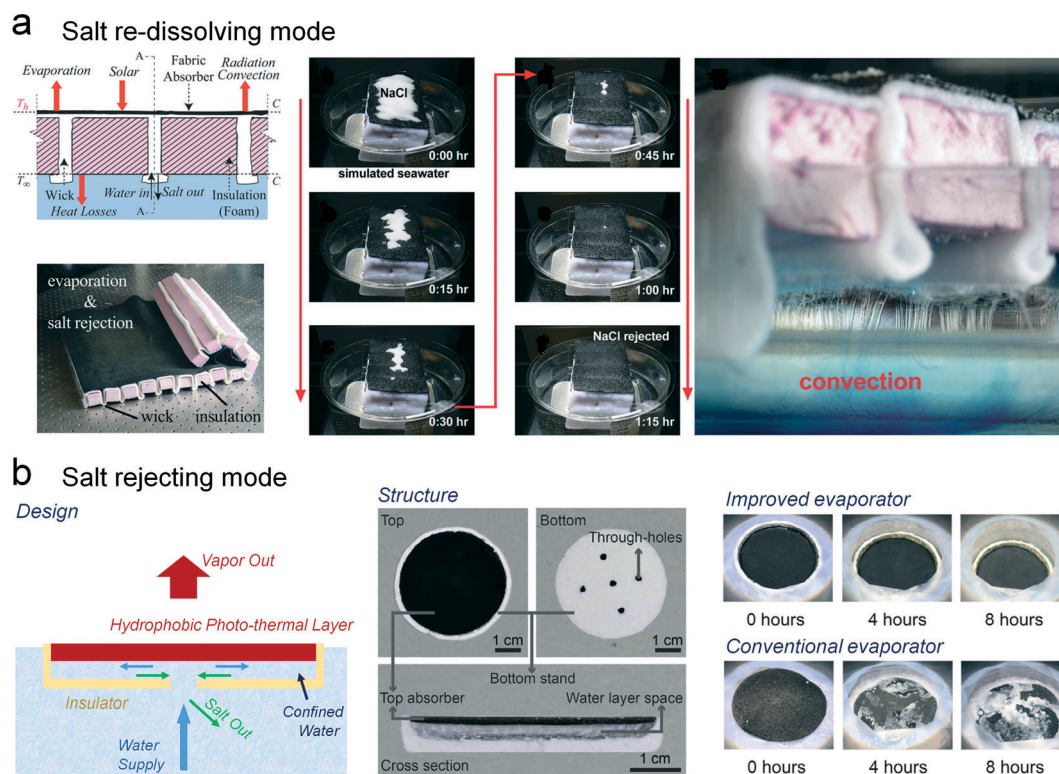 a Salt re-dissolving mode
Evaporation
Solar
Fabric
Absorber
Radiation
Convection
A
Th
C
T∞
C
Wick
Water in
Salt out
Insulation
(Foam)
Heat Losses
A
evaporation
&
salt rejection
wick
insulation
NaCl
0:00 hr
simulated seawater
0:15 hr
0:30 hr
0:45 hr
1:00 hr
NaCl rejected
1:15 hr
convection
b Salt rejecting mode
Design
Vapor Out
Hydrophobic Photo-thermal Layer
Insulator
Salt Out
Confined
Water
Water
Supply
Structure
Top
Bottom
Through-holes
1 cm
1 cm
Bottom stand
Top absorber
Water layer space
Cross section
1 cm
Improved evaporator
0 hours
4 hours
8 hours
Conventional evaporator
0 hours
4 hours
8 hours